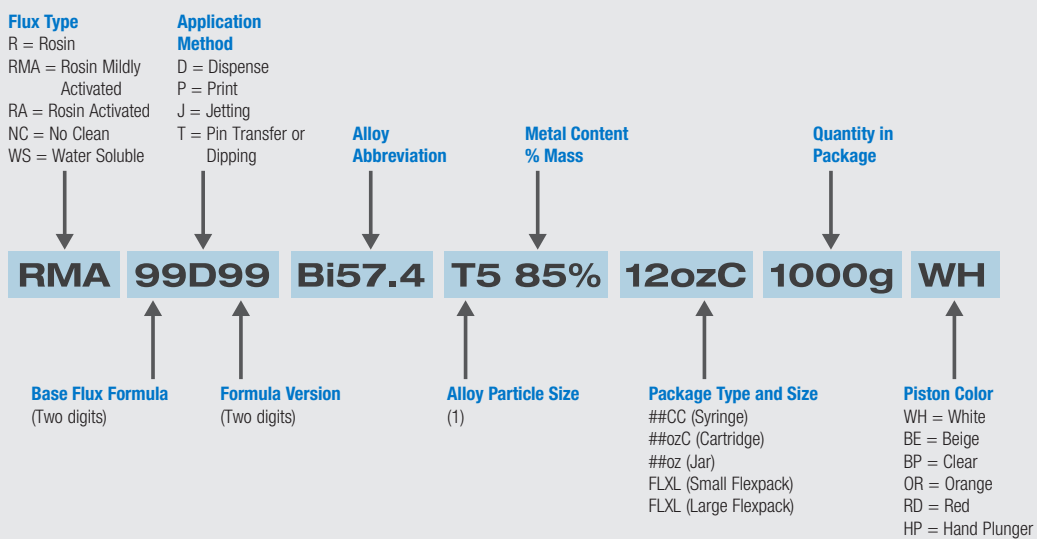 Flux Type
R = Rosin
RMA = Rosin Mildly
Activated
RA = Rosin Activated
NC = No Clean
WS = Water Soluble
Application
Method
D = Dispense
P = Print
J = Jetting
T = Pin Transfer or
Dipping
Alloy
Abbreviation
Metal Content
% Mass
Quantity in
Package
RMA 99D99 Bi57.4 T5 85% 12ozC 1000g WH
Base Flux Formula
(Two digits)
Formula Version
(Two digits)
Alloy Particle Size
(1)
Package Type and Size
##CC (Syringe)
##ozC (Cartridge)
##oz (Jar)
FLXL (Small Flexpack)
FLXL (Large Flexpack)
Piston Color
WH = White
BE = Beige
BP = Clear
OR = Orange
RD = Red
HP = Hand Plunger